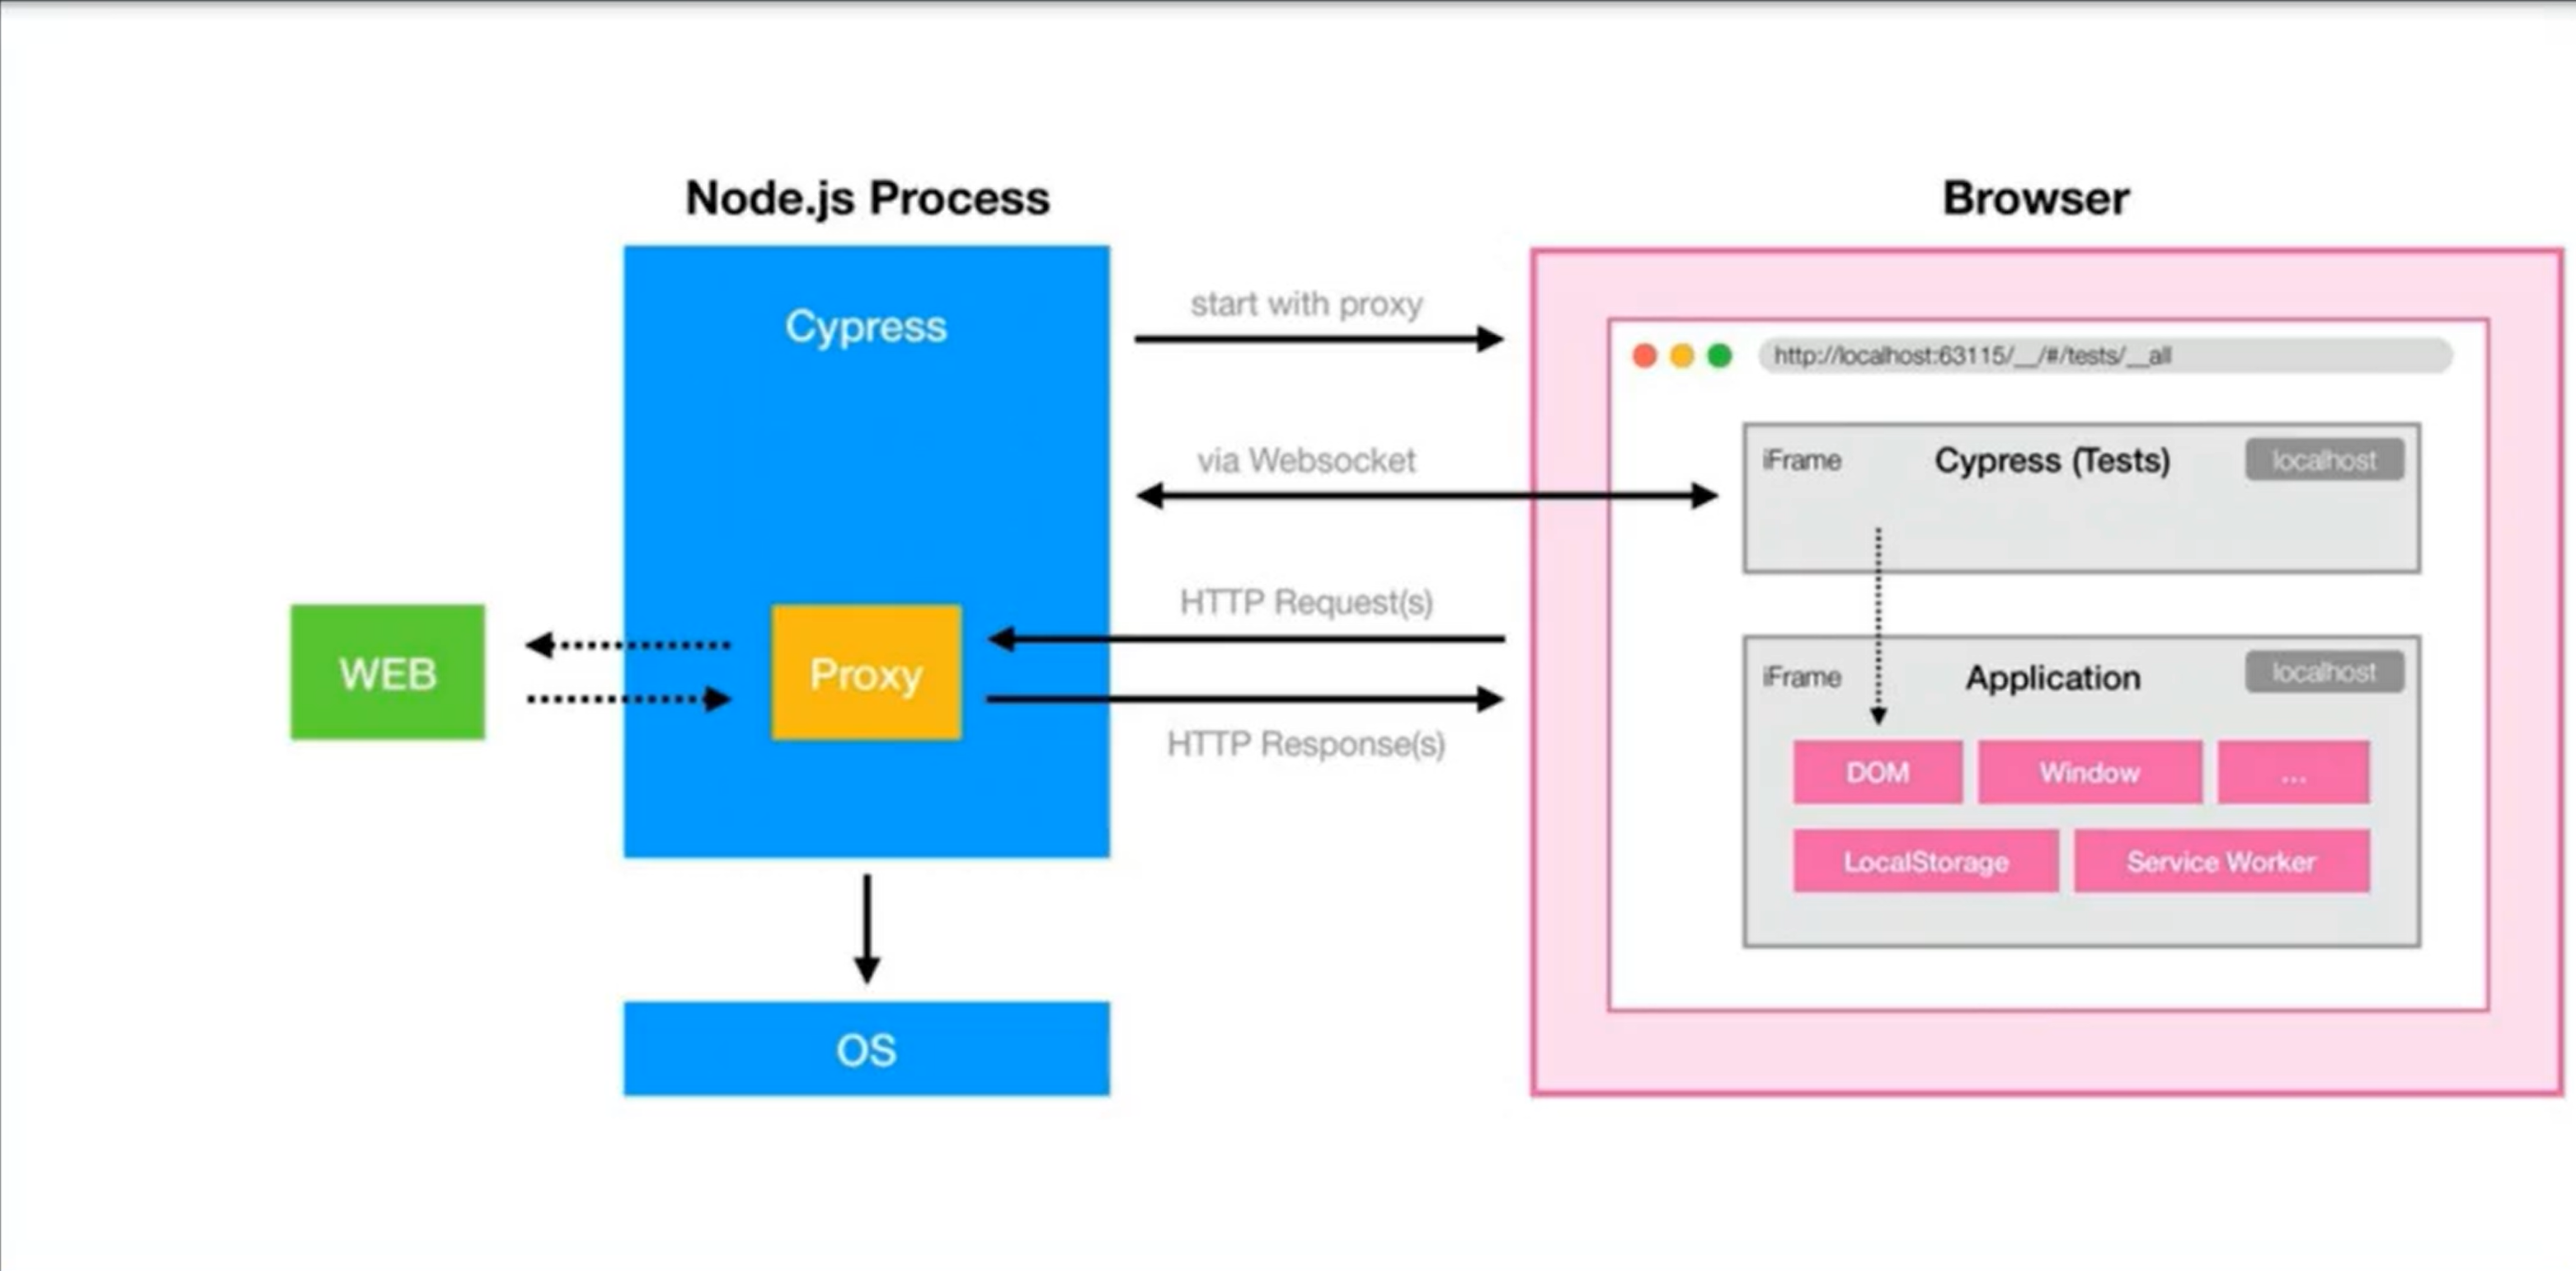 Node.js Process
Browser
Cypress
start with proxy
http://localhost:63115/__/#/tests/__all
via Websocket
iFrame
Cypress (Tests)
localhost
HTTP Request(s)
WEB
Proxy
iFrame
Application
localhost
HTTP Response(s)
DOM
Window
...
LocalStorage
Service Worker
OS